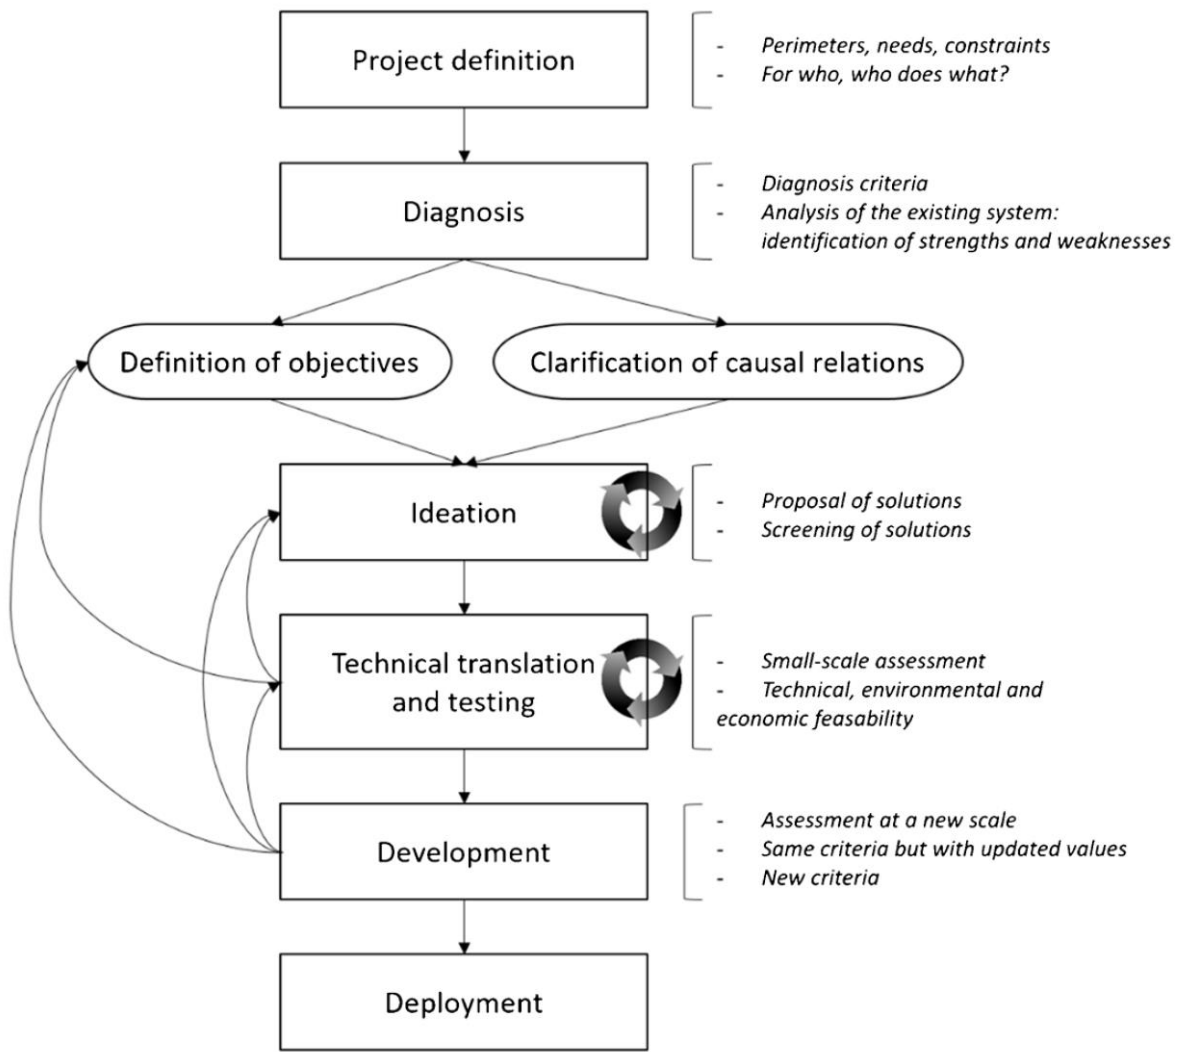 Project definition
- Perimeters, needs, constraints
- For who, who does what?
Diagnosis
- Diagnosis criteria
- Analysis of the existing system:
identification of strengths and weaknesses
Definition of objectives
Clarification of causal relations
Ideation
- Proposal of solutions
- Screening of solutions
Technical translation
and testing
- Small-scale assessment
- Technical, environmental and
economic feasability
Development
- Assessment at a new scale
- Same criteria but with updated values
- New criteria
Deployment